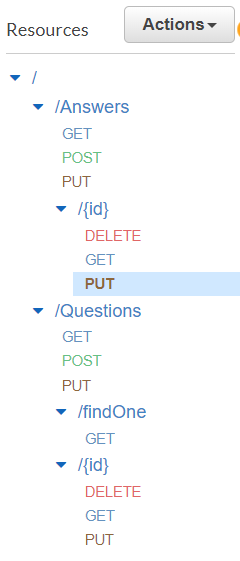 Resources Actions
/
/Answers
GET
POST
PUT
/{id}
DELETE
GET
PUT
/Questions
GET
POST
PUT
/findOne
GET
/{id}
DELETE
GET
PUT